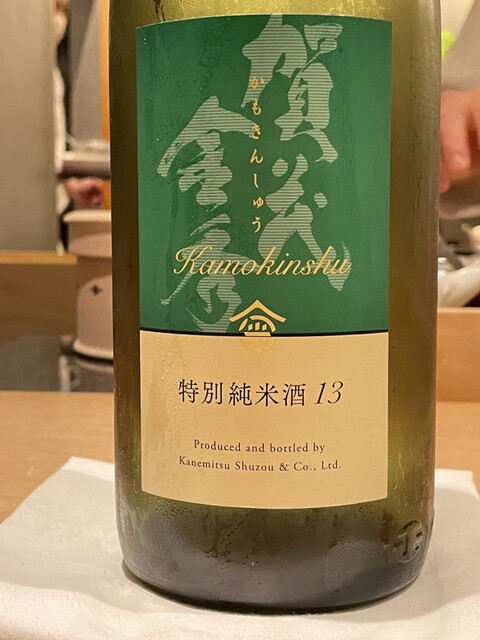 賀茂金秀
かもきんしゅう
Kamokinshu
特別純米酒 13
Produced and bottled by
Kanemitsu Shuzou & Co., Ltd.